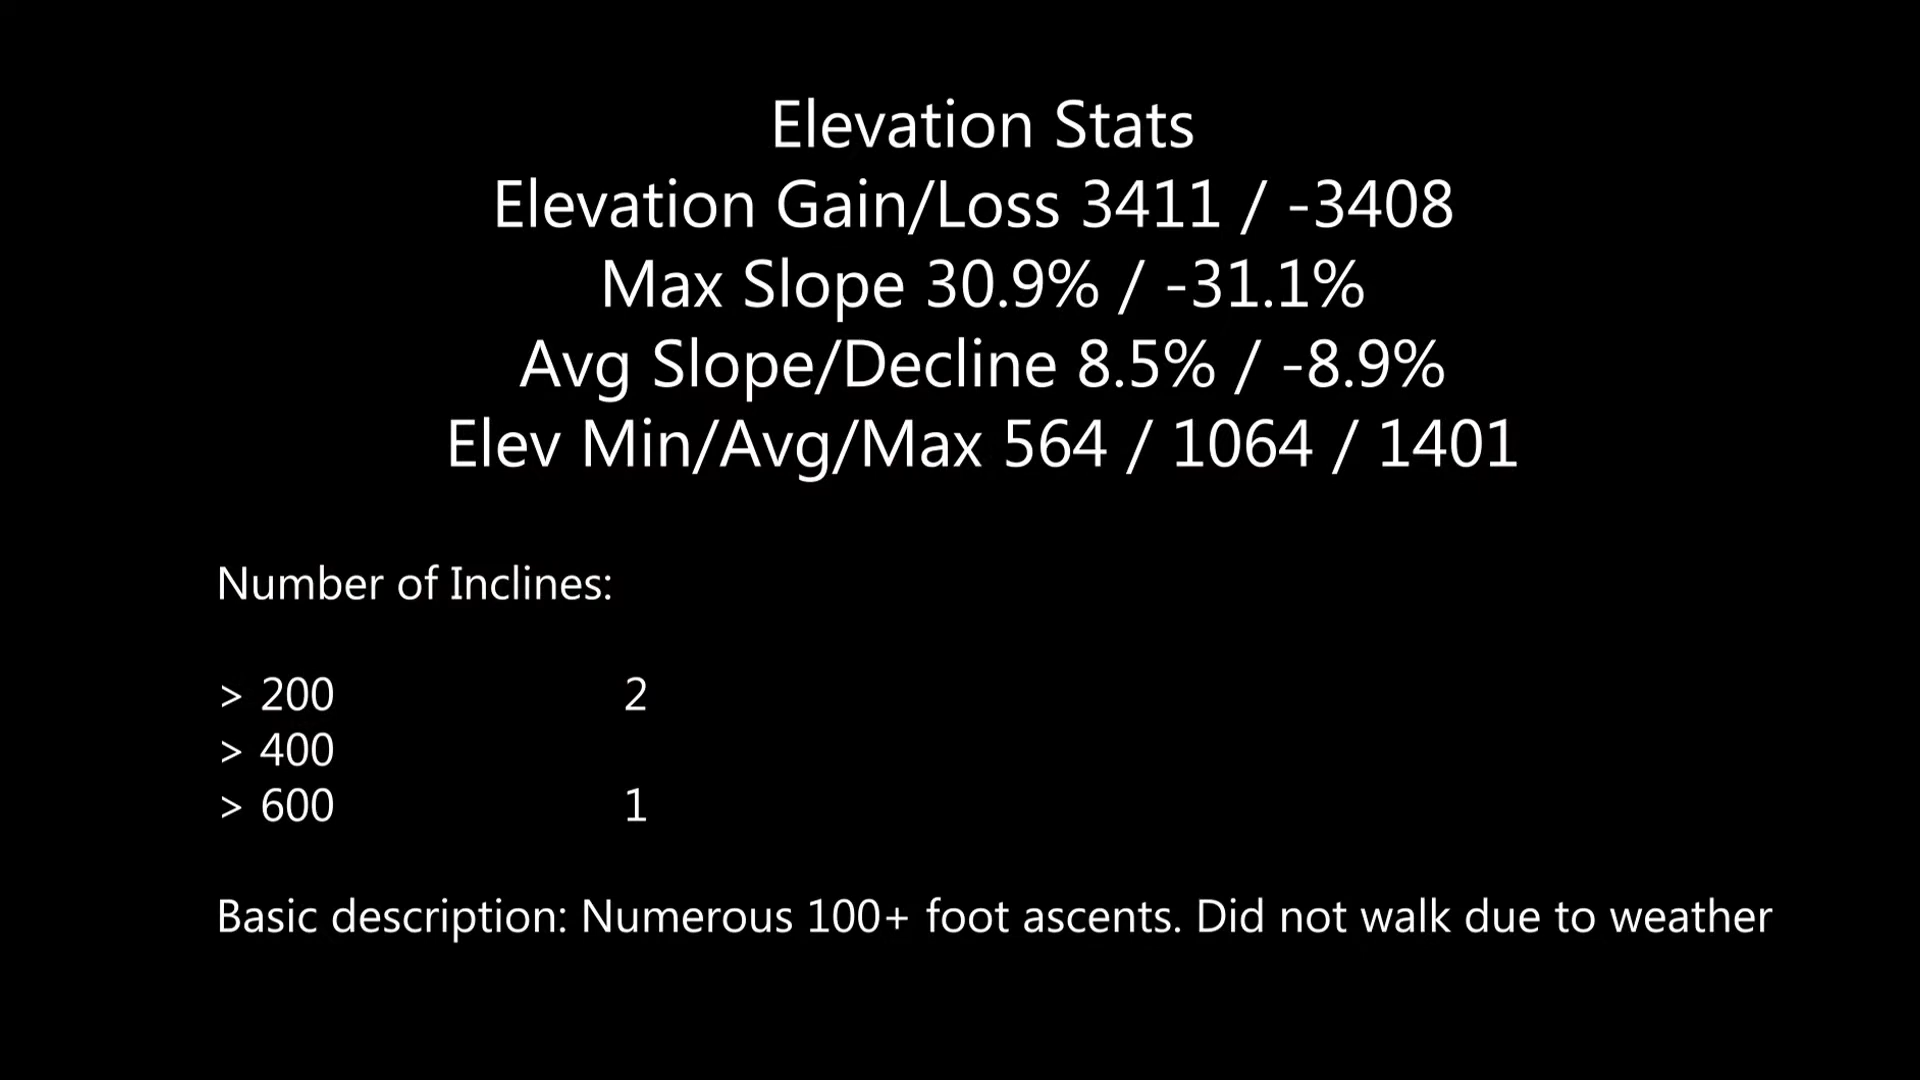 Elevation Stats
Elevation Gain/Loss 3411 / -3408
Max Slope 30.9% / -31.1%
Avg Slope/Decline 8.5% / -8.9%
Elev Min/Avg/Max 564 / 1064 / 1401
Number of Inclines:
> 200 2
> 400
> 600 1
Basic description: Numerous 100+ foot ascents. Did not walk due to weather